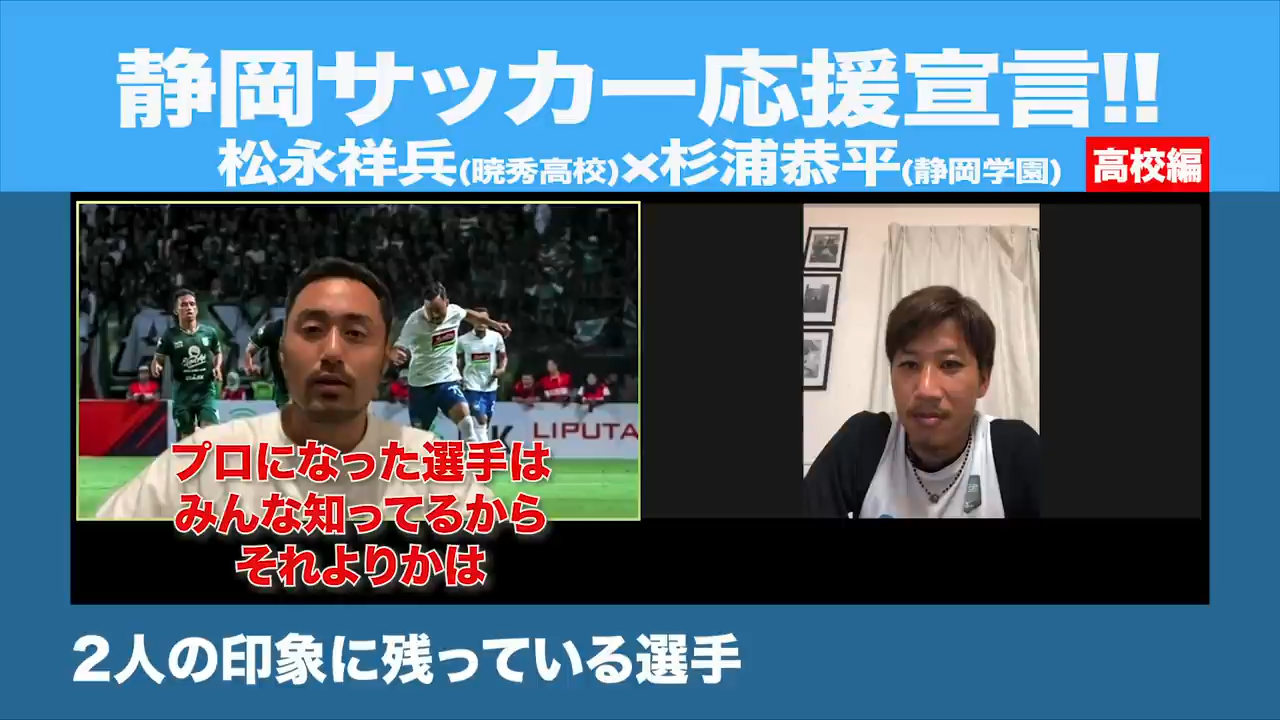 静岡サッカー応援宣言!!
松永祥兵(暁秀高校)×杉浦恭平(静岡学園)
高校編
LIPUTA
プロになった選手は
みんな知ってるから
それよりかは
2人の印象に残っている選手